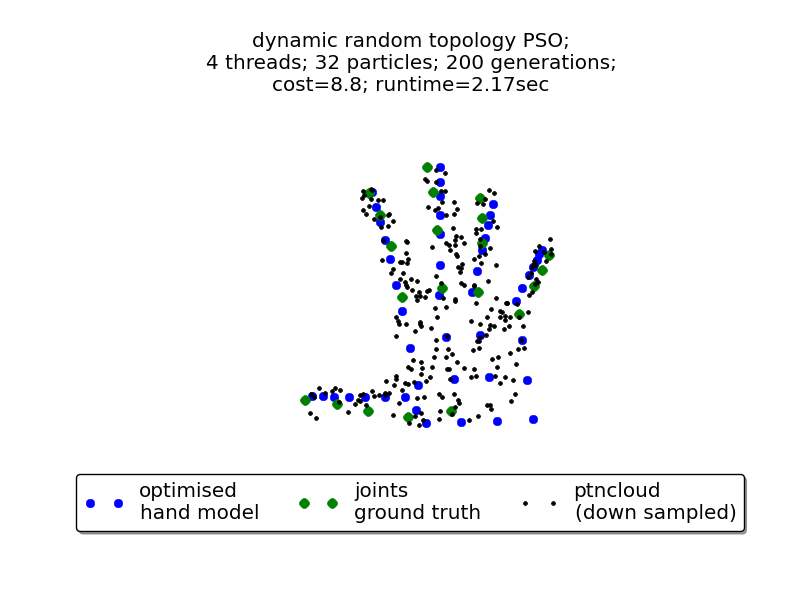 dynamic random topology PSO;
4 threads; 32 particles; 200 generations;
cost=8.8; runtime=2.17sec
optimised
hand model
joints
ground truth
ptncloud
(down sampled)